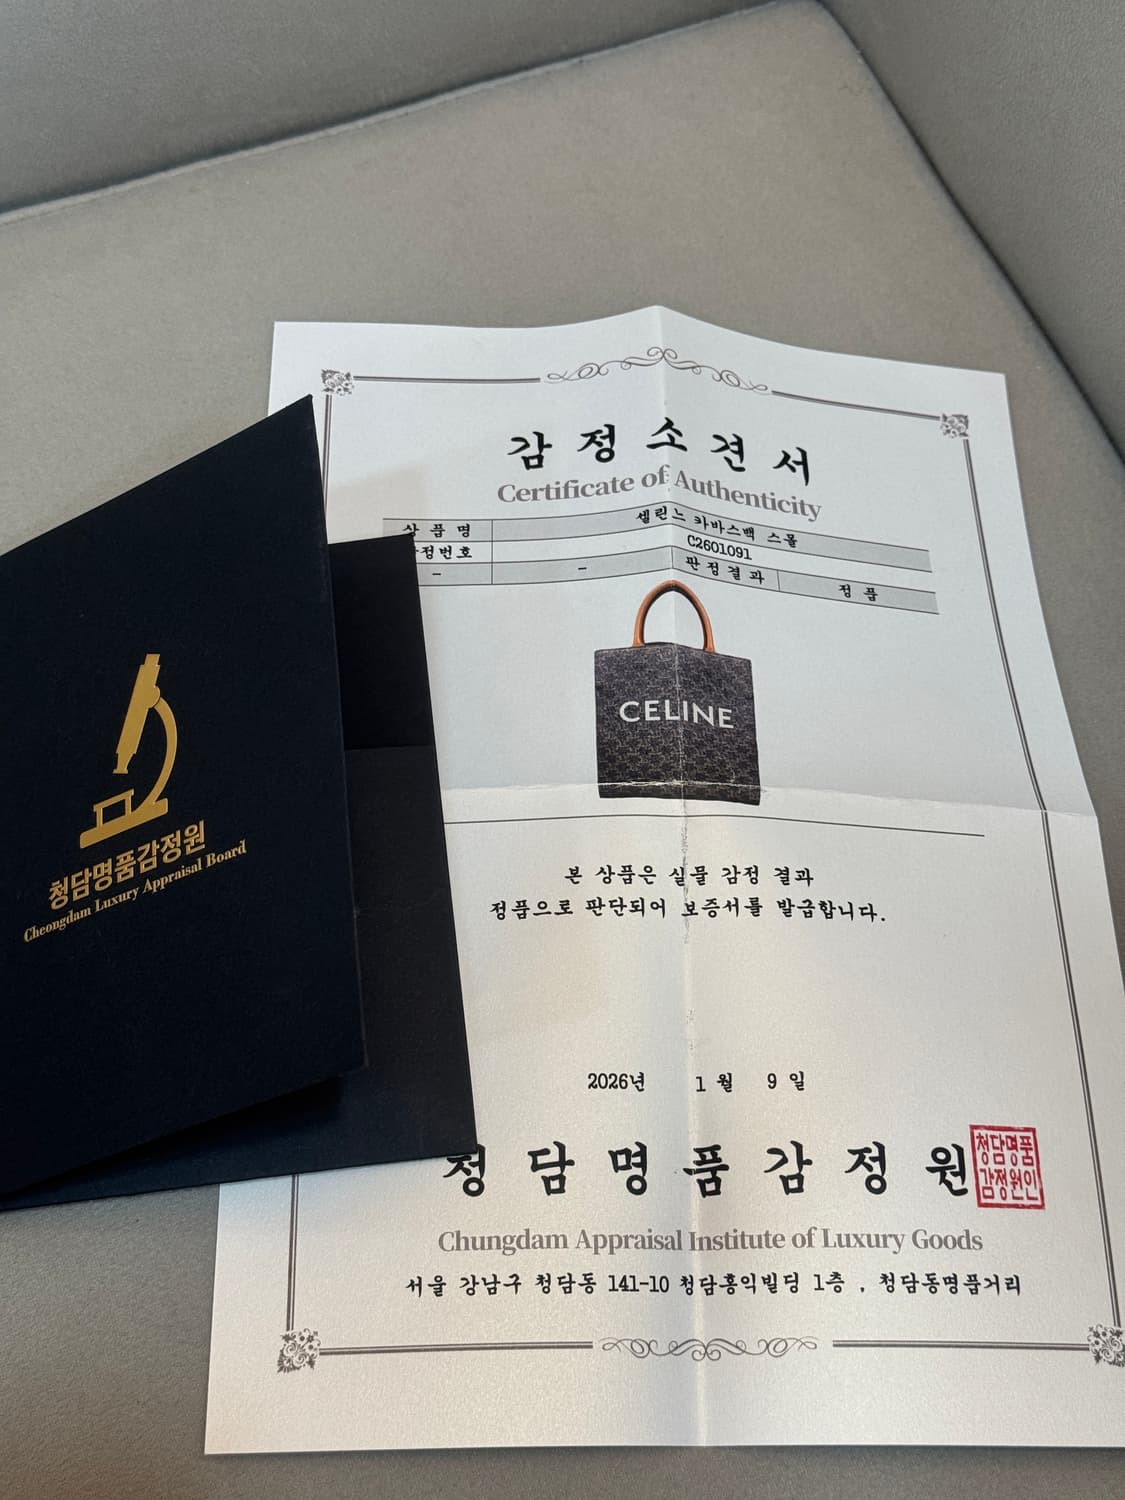 감정소견서
Certificate of Authenticity
상품명 셀린느 카바스백 스몰
정번호 C2601091
- - 판정결과 정품
CELINE
본 상품은 실물 감정 결과
정품으로 판단되어 보증서를 발급합니다.
2026년 1월 9일
청담명품감정원
청담명품
감정원인
Chungdam Appraisal Institute of Luxury Goods
서울 강남구 청담동 141-10 청담홍익빌딩 1층 , 청담동명품거리
청담명품감정원
Cheongdam Luxury Appraisal Board